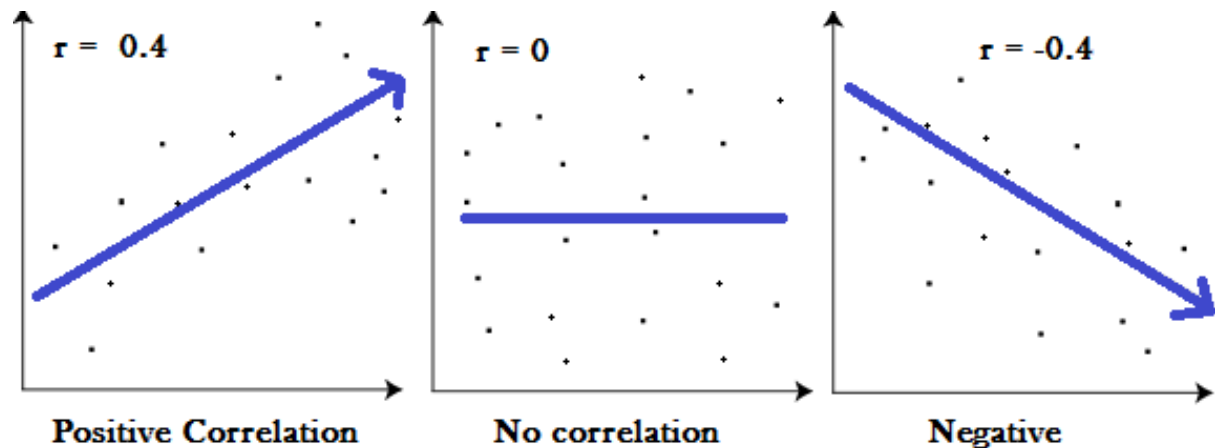 r = 0.4
r = 0
r = -0.4
Positive Correlation
No correlation
Negative